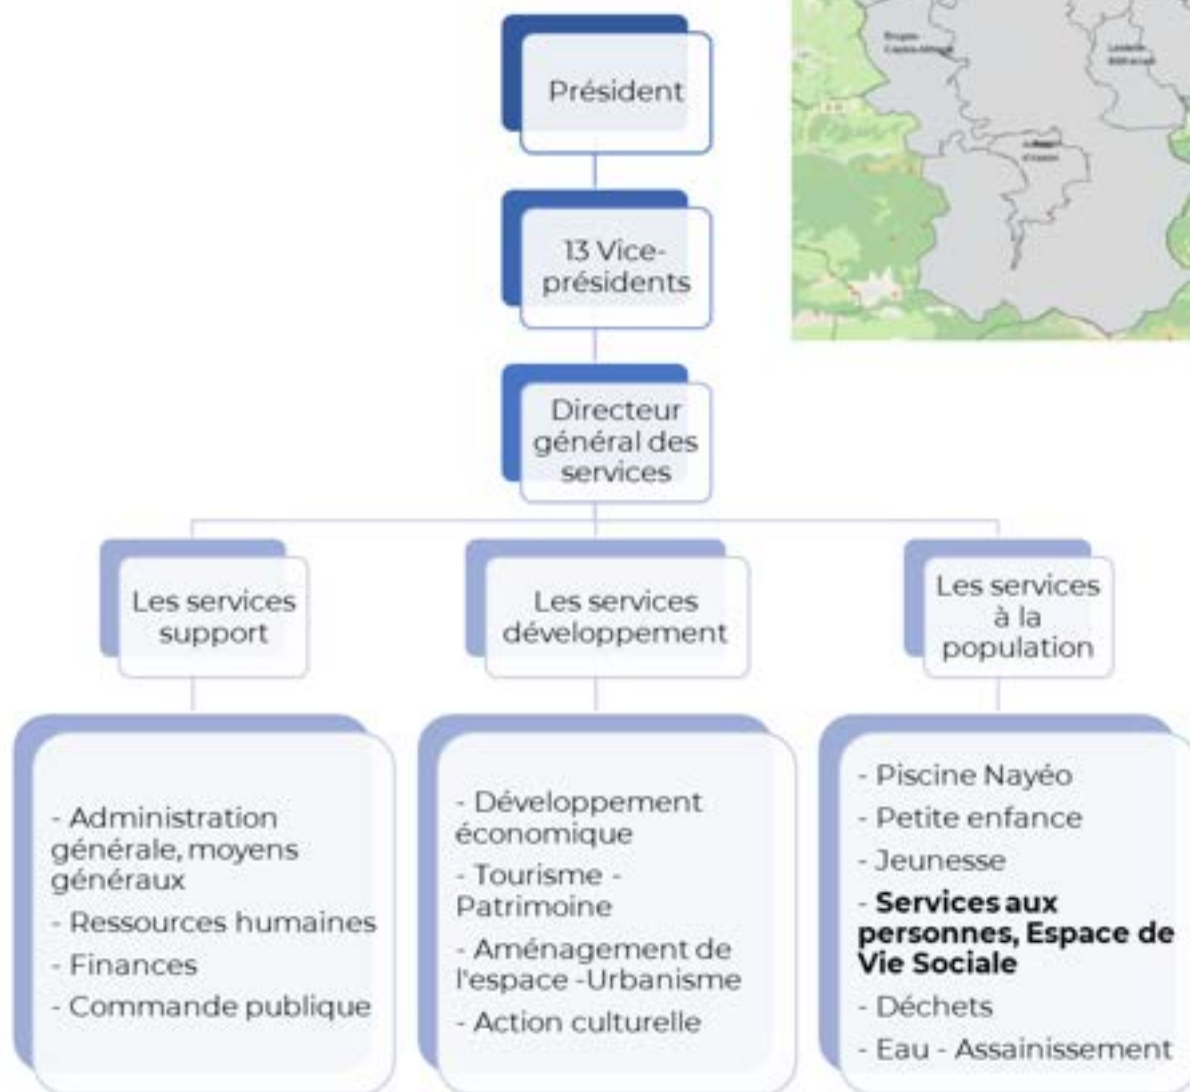 Président
13 Vice-
présidents
Directeur
général des
services
Les services
support
Les services
développement
Les services
à la
population
- Administration
générale, moyens
généraux
- Ressources humaines
- Finances
- Commande publique
- Développement
économique
- Tourisme -
Patrimoine
- Aménagement de
l'espace -Urbanisme
- Action culturelle
- Piscine Nayéo
- Petite enfance
- Jeunesse
- Services aux
personnes, Espace de
Vie Sociale
- Déchets
- Eau - Assainissement